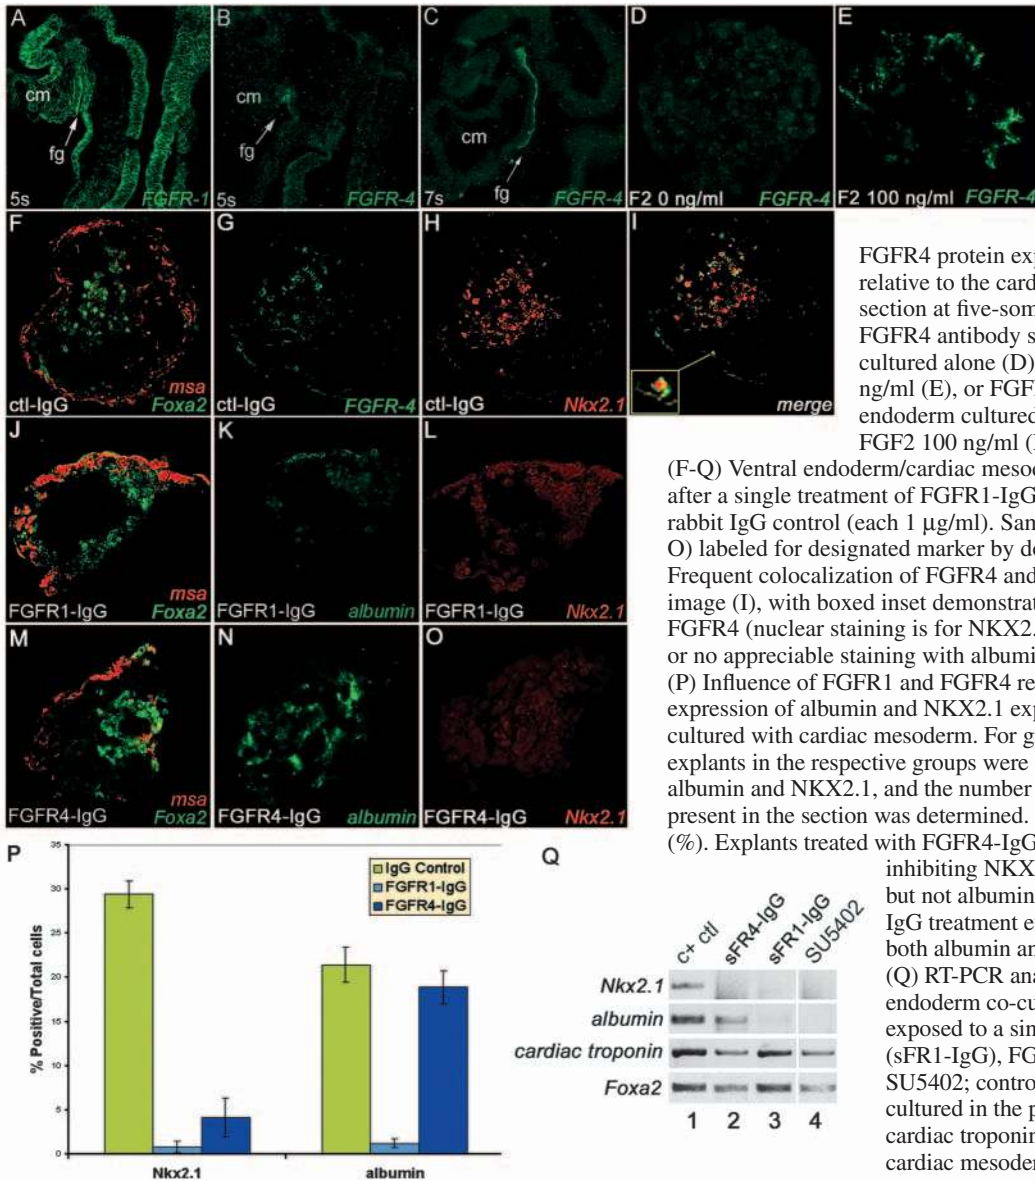 A
cm
fg
5s
FGFR-1
B
cm
fg
5s
FGFR-4
C
cm
fg
7s
FGFR-4
D
F2 0 ng/ml
FGFR-4
E
F2 100 ng/ml
FGFR-4
F
msa
ctl-IgG
Foxa2
G
ctl-IgG
FGFR-4
H
ctl-IgG
Nkx2.1
I
merge
J
msa
FGFR1-IgG
Foxa2
K
FGFR1-IgG
albumin
L
FGFR1-IgG
Nkx2.1
M
msa
FGFR4-IgG
Foxa2
N
FGFR4-IgG
albumin
O
FGFR4-IgG
Nkx2.1
FGFR4 protein exp
relative to the card
section at five-som
FGFR4 antibody s
cultured alone (D)
ng/ml (E), or FGF
endoderm cultured
FGF2 100 ng/ml (
(F-Q) Ventral endoderm/cardiac mesod
after a single treatment of FGFR1-IgG
rabbit IgG control (each 1 μg/ml). Sam
O) labeled for designated marker by do
Frequent colocalization of FGFR4 and
image (I), with boxed inset demonstrat
FGFR4 (nuclear staining is for NKX2.
or no appreciable staining with albumi
(P) Influence of FGFR1 and FGFR4 re
expression of albumin and NKX2.1 exp
cultured with cardiac mesoderm. For g
explants in the respective groups were
albumin and NKX2.1, and the number
present in the section was determined.
(%). Explants treated with FGFR4-IgG
inhibiting NKX
but not albumin
IgG treatment e
both albumin an
(Q) RT-PCR ana
endoderm co-cu
exposed to a sin
(sFR1-IgG), FG
SU5402; control
cultured in the p
cardiac troponin
cardiac mesoder
P
% Positive/Total cells
35
30
25
20
15
10
5
0
IgG Control
FGFR1-IgG
FGFR4-IgG
Nkx2.1
albumin
Q
c+ ctl
sFR4-IgG
sFR1-IgG
SU5402
Nkx2.1
albumin
cardiac troponin
Foxa2
1 2 3 4